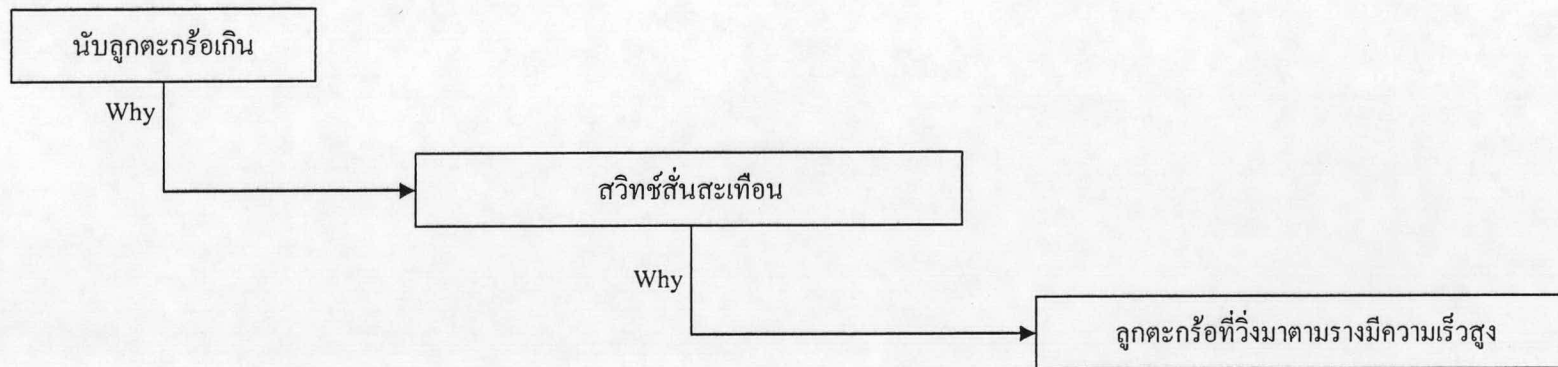 นับลูกตะกร้อเกิน
Why
สวิทช์สั่นสะเทือน
Why
ลูกตะกร้อที่วิ่งมาตามรางมีความเร็วสูง